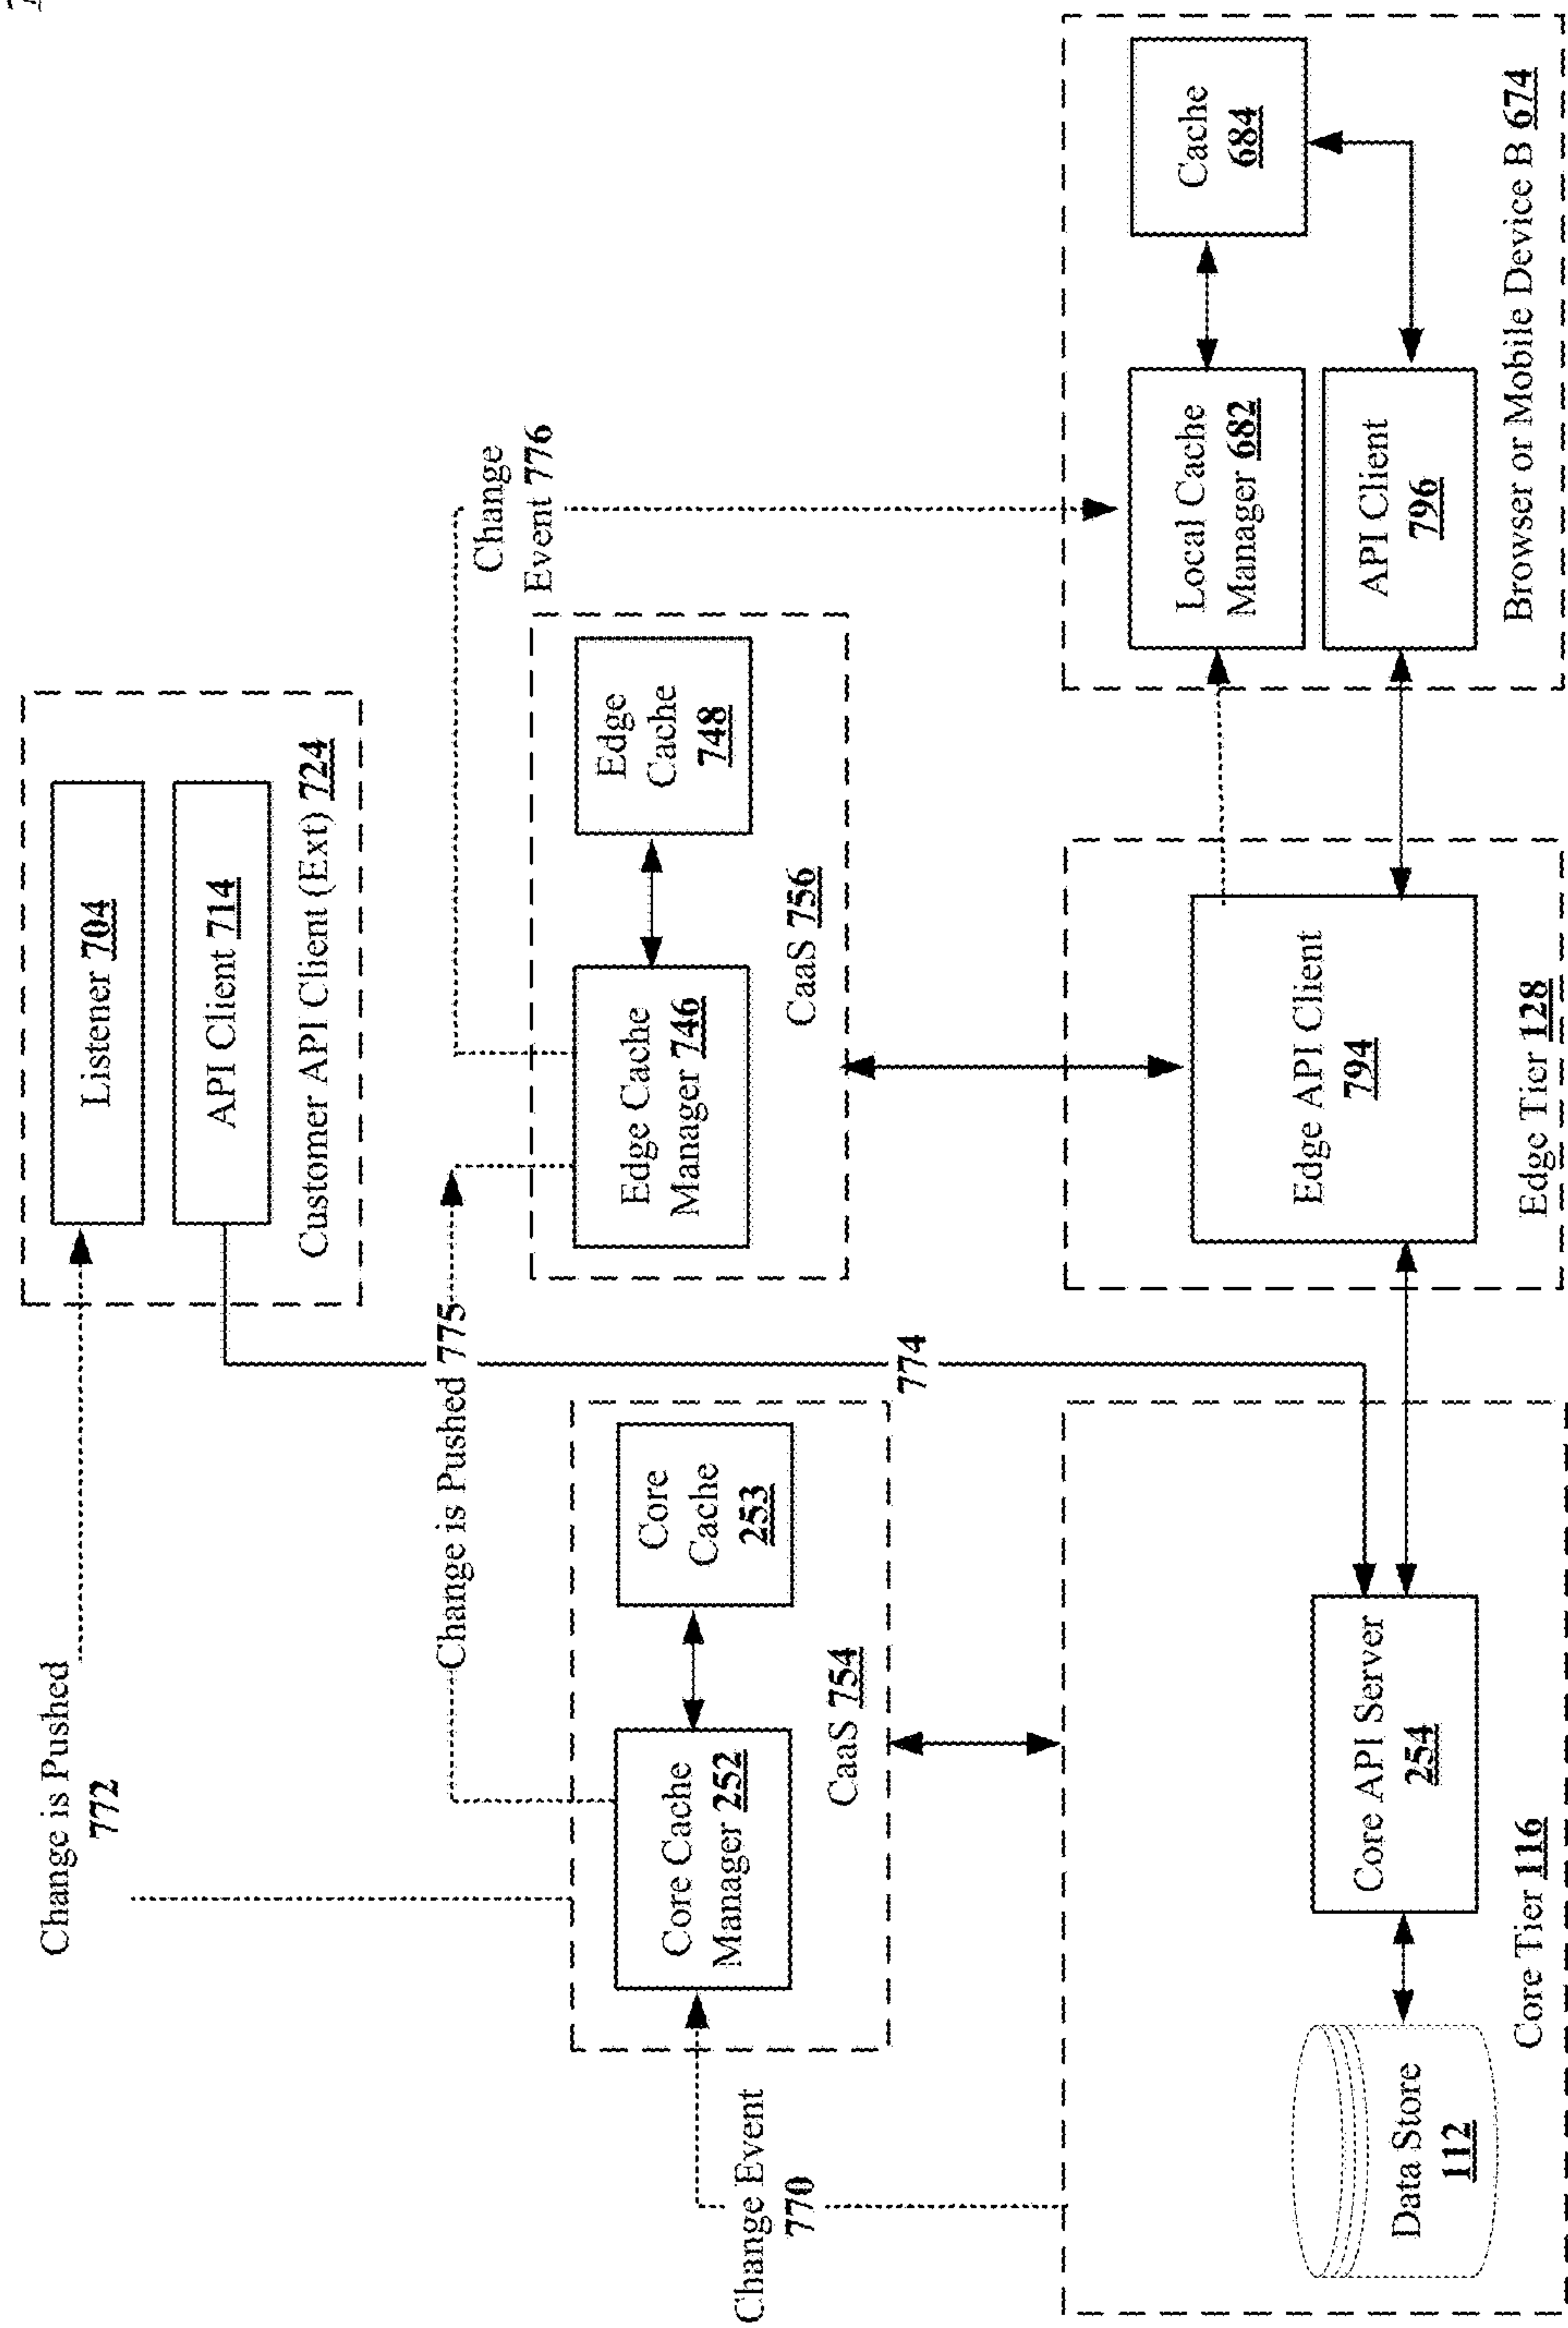 Change is Pushed
772
Listener 704
API Client 714
Customer API Client (Ext) 724
Change is Pushed 775
Change
Event 776
Change Event
770
Core Cache
Manager 252
Core
Cache
253
CaaS 754
774
Edge Cache
Manager 746
Edge
Cache
748
CaaS 756
Data Store
112
Core API Server
254
Core Tier 116
Edge API Client
794
Edge Tier 128
Local Cache
Manager 682
Cache
684
API Client
796
Browser or Mobile Device B 674